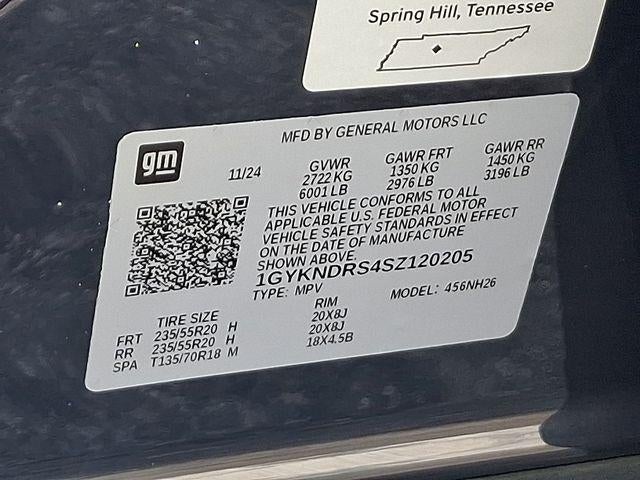 Spring Hill, Tennessee
MFD BY GENERAL MOTORS LLC
gm
11/24
GVWR GAWR FRT GAWR RR
2722 KG 1350 KG 1450 KG
6001 LB 2976 LB 3196 LB
THIS VEHICLE CONFORMS TO ALL
APPLICABLE U.S. FEDERAL MOTOR
VEHICLE SAFETY STANDARDS IN EFFECT
ON THE DATE OF MANUFACTURE
SHOWN ABOVE.
1GYKNDRS4SZ120205
TYPE: MPV MODEL: 456NH26
TIRE SIZE RIM
FRT 235/55R20 H 20X8J
RR 235/55R20 H 20X8J
SPA T135/70R18 M 18X4.5B